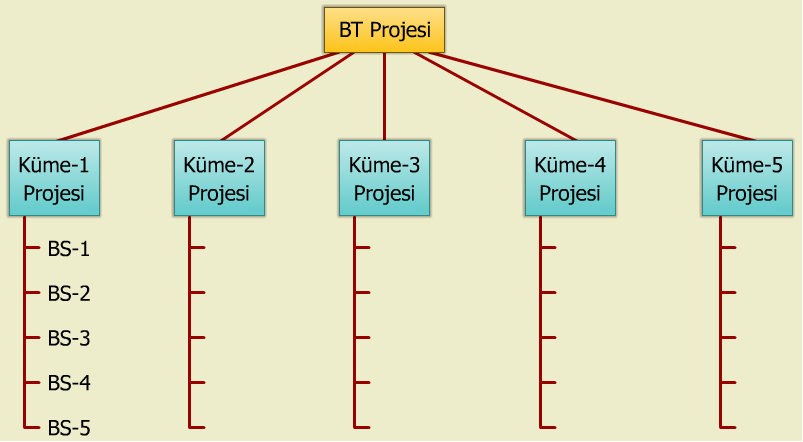 BT Projesi
Küme-1
Projesi
Küme-2
Projesi
Küme-3
Projesi
Küme-4
Projesi
Küme-5
Projesi
BS-1
BS-2
BS-3
BS-4
BS-5